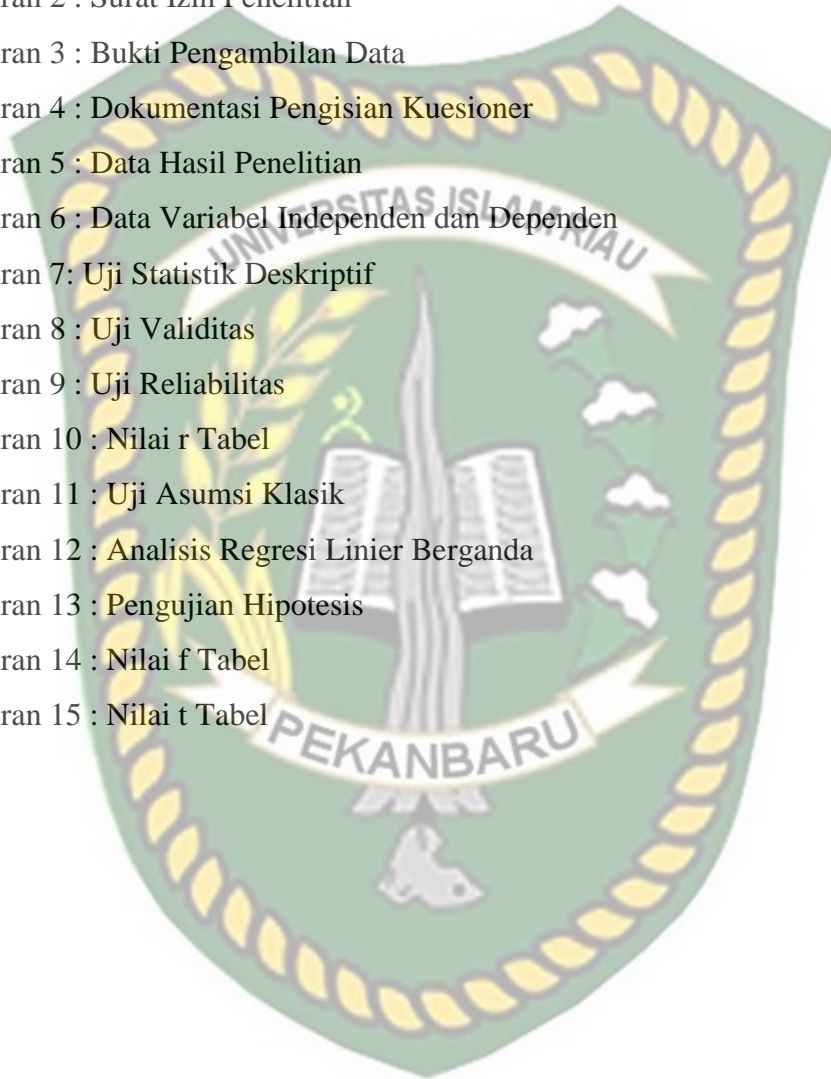 ran 2 : Surat Izin Penelitian
ran 3 : Bukti Pengambilan Data
ran 4 : Dokumentasi Pengisian Kuesioner
ran 5 : Data Hasil Penelitian
ran 6 : Data Variabel Independen dan Dependen
ran 7: Uji Statistik Deskriptif
ran 8 : Uji Validitas
ran 9 : Uji Reliabilitas
ran 10 : Nilai r Tabel
ran 11 : Uji Asumsi Klasik
ran 12 : Analisis Regresi Linier Berganda
ran 13 : Pengujian Hipotesis
ran 14 : Nilai f Tabel
ran 15 : Nilai t Tabel
UNIVERSITAS ISLAM RIAU
PEKANBARU